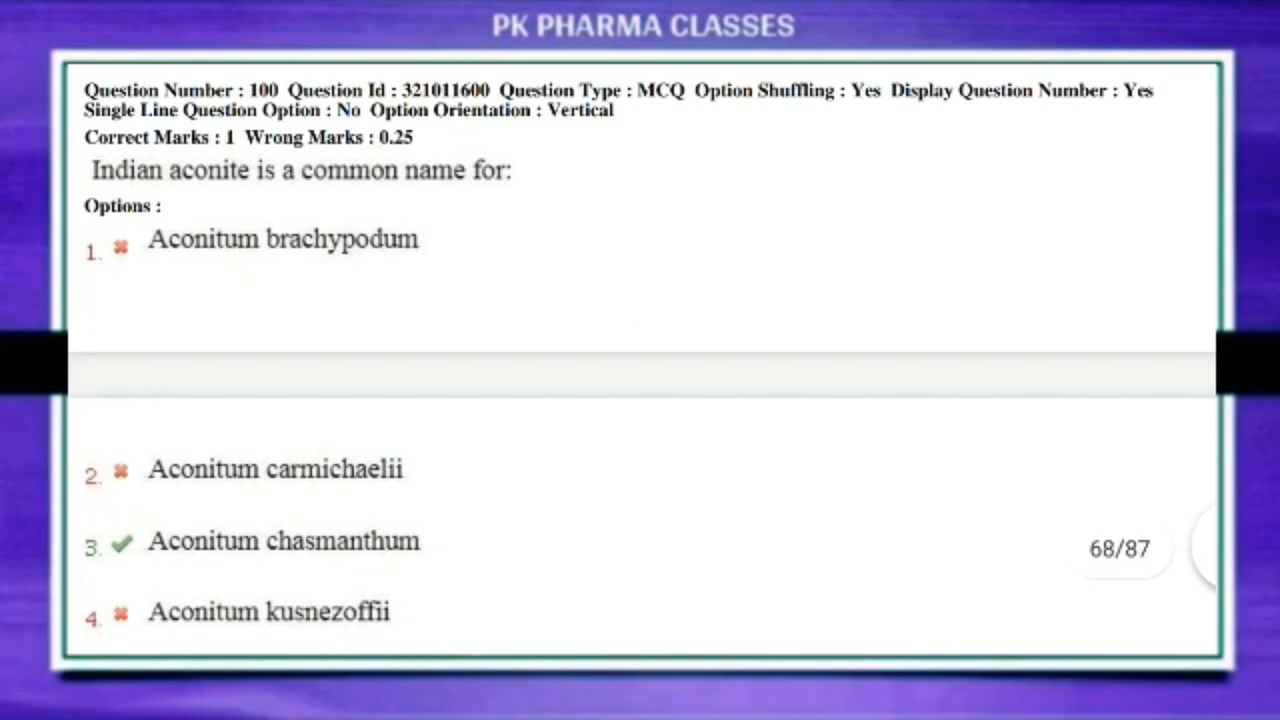 PK PHARMA CLASSES
Question Number : 100 Question Id : 321011600 Question Type : MCQ Option Shuffling : Yes Display Question Number : Yes
Single Line Question Option : No Option Orientation : Vertical
Correct Marks : 1 Wrong Marks : 0.25
Indian aconite is a common name for:
Options :
1. Aconitum brachypodum
2. Aconitum carmichaelii
3. Aconitum chasmanthum
68/87
4. Aconitum kusnezoffii